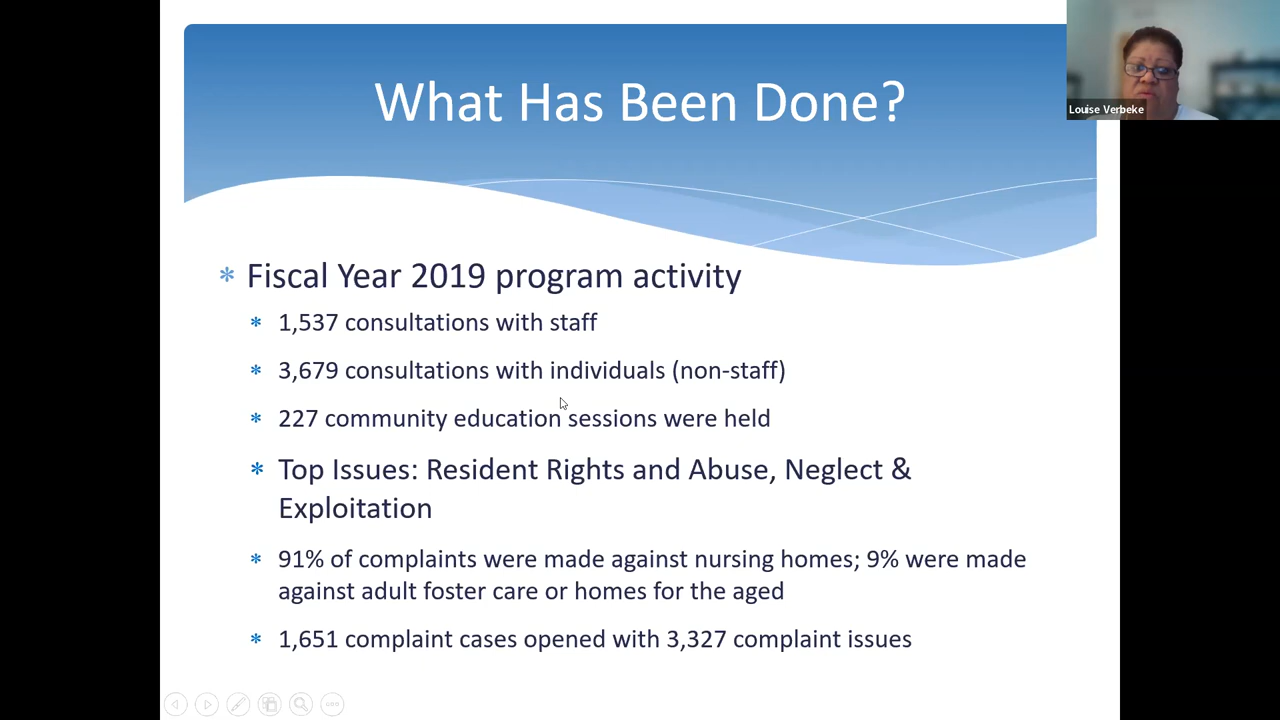 What Has Been Done?
Louise Verbeke
* Fiscal Year 2019 program activity
* 1,537 consultations with staff
* 3,679 consultations with individuals (non-staff)
* 227 community education sessions were held
* Top Issues: Resident Rights and Abuse, Neglect &
Exploitation
* 91% of complaints were made against nursing homes; 9% were made
against adult foster care or homes for the aged
* 1,651 complaint cases opened with 3,327 complaint issues